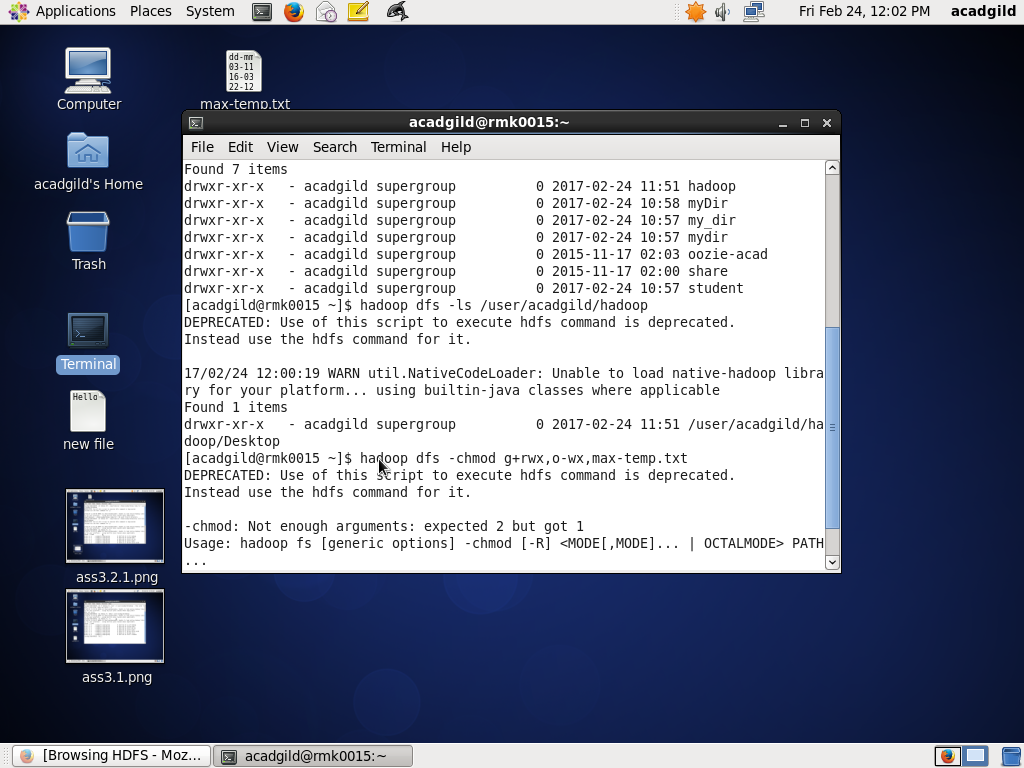 Applications Places System
Fri Feb 24, 12:02 PM acadgild
Computer
acadgild's Home
Trash
Terminal
Hello
new file
ass3.2.1.png
ass3.1.png
dd-mm
03-11
16-03
22-12
max-temp.txt
acadgild@rmk0015:~
File Edit View Search Terminal Help
Found 7 items
drwxr-xr-x   - acadgild supergroup          0 2017-02-24 11:51 hadoop
drwxr-xr-x   - acadgild supergroup          0 2017-02-24 10:58 myDir
drwxr-xr-x   - acadgild supergroup          0 2017-02-24 10:57 my_dir
drwxr-xr-x   - acadgild supergroup          0 2017-02-24 10:57 mydir
drwxr-xr-x   - acadgild supergroup          0 2015-11-17 02:03 oozie-acad
drwxr-xr-x   - acadgild supergroup          0 2015-11-17 02:00 share
drwxr-xr-x   - acadgild supergroup          0 2017-02-24 10:57 student
[acadgild@rmk0015 ~]$ hadoop dfs -ls /user/acadgild/hadoop
DEPRECATED: Use of this script to execute hdfs command is deprecated.
Instead use the hdfs command for it.
17/02/24 12:00:19 WARN util.NativeCodeLoader: Unable to load native-hadoop libra
ry for your platform... using builtin-java classes where applicable
Found 1 items
drwxr-xr-x   - acadgild supergroup          0 2017-02-24 11:51 /user/acadgild/ha
doop/Desktop
[acadgild@rmk0015 ~]$ hadoop dfs -chmod g+rwx,o-wx,max-temp.txt
DEPRECATED: Use of this script to execute hdfs command is deprecated.
Instead use the hdfs command for it.
-chmod: Not enough arguments: expected 2 but got 1
Usage: hadoop fs [generic options] -chmod [-R] <MODE[,MODE]... | OCTALMODE> PATH
...
[Browsing HDFS - Moz...
acadgild@rmk0015:~